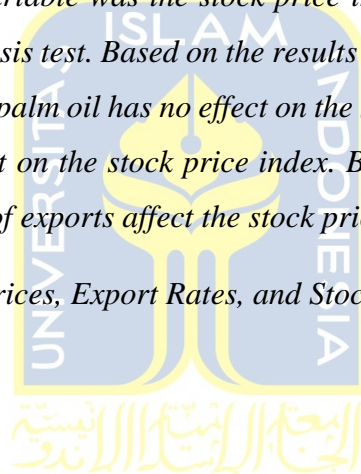 riable was the stock price i
sis test. Based on the results
palm oil has no effect on the
t on the stock price index. B
of exports affect the stock pri
rices, Export Rates, and Stoc
ISLAM
UNIVERSITAS
INDONESIA